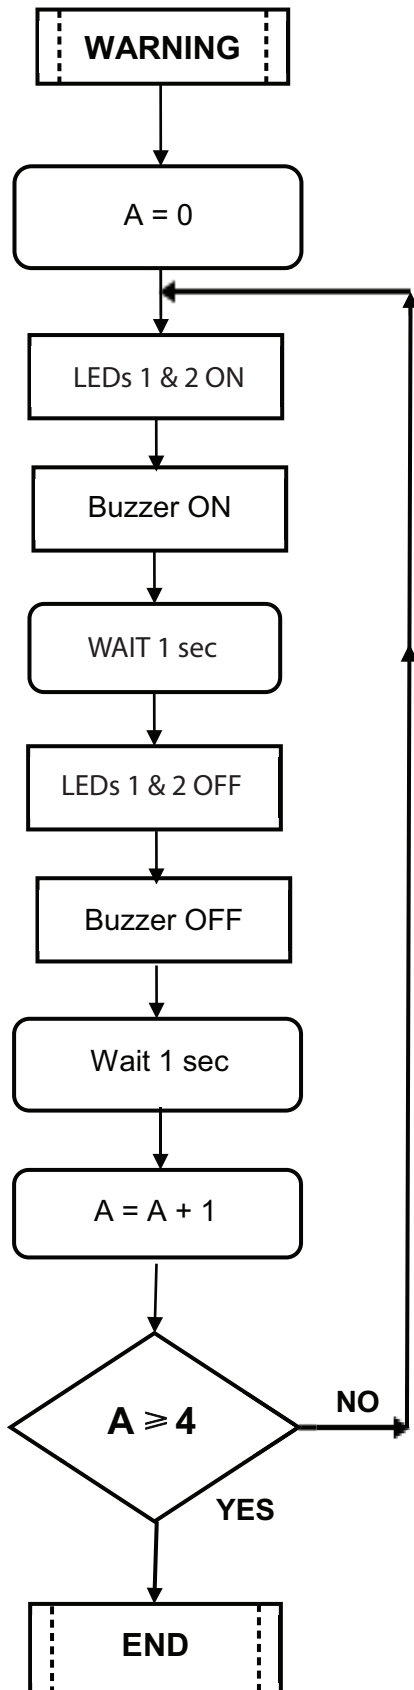 WARNING
A = 0
LEDs 1 & 2 ON
Buzzer ON
WAIT 1 sec
LEDs 1 & 2 OFF
Buzzer OFF
Wait 1 sec
A = A + 1
A ⩾ 4
NO
YES
END